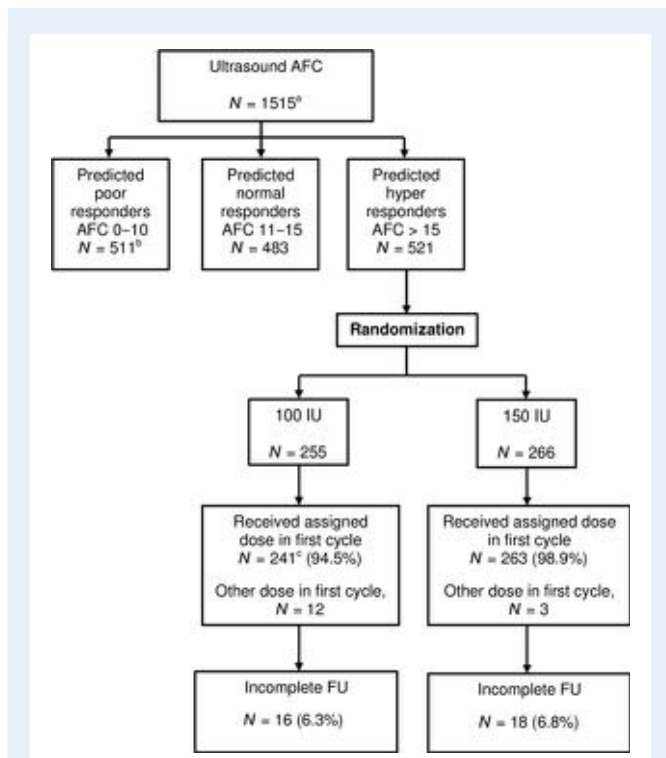 Ultrasound AFC
N = 1515ᵃ
Predicted
poor
responders
AFC 0–10
N = 511ᵇ
Predicted
normal
responders
AFC 11–15
N = 483
Predicted
hyper
responders
AFC > 15
N = 521
Randomization
100 IU
N = 255
150 IU
N = 266
Received assigned
dose in first cycle
N = 241ᶜ (94.5%)
Other dose in first cycle,
N = 12
Received assigned dose
in first cycle
N = 263 (98.9%)
Other dose in first cycle,
N = 3
Incomplete FU
N = 16 (6.3%)
Incomplete FU
N = 18 (6.8%)